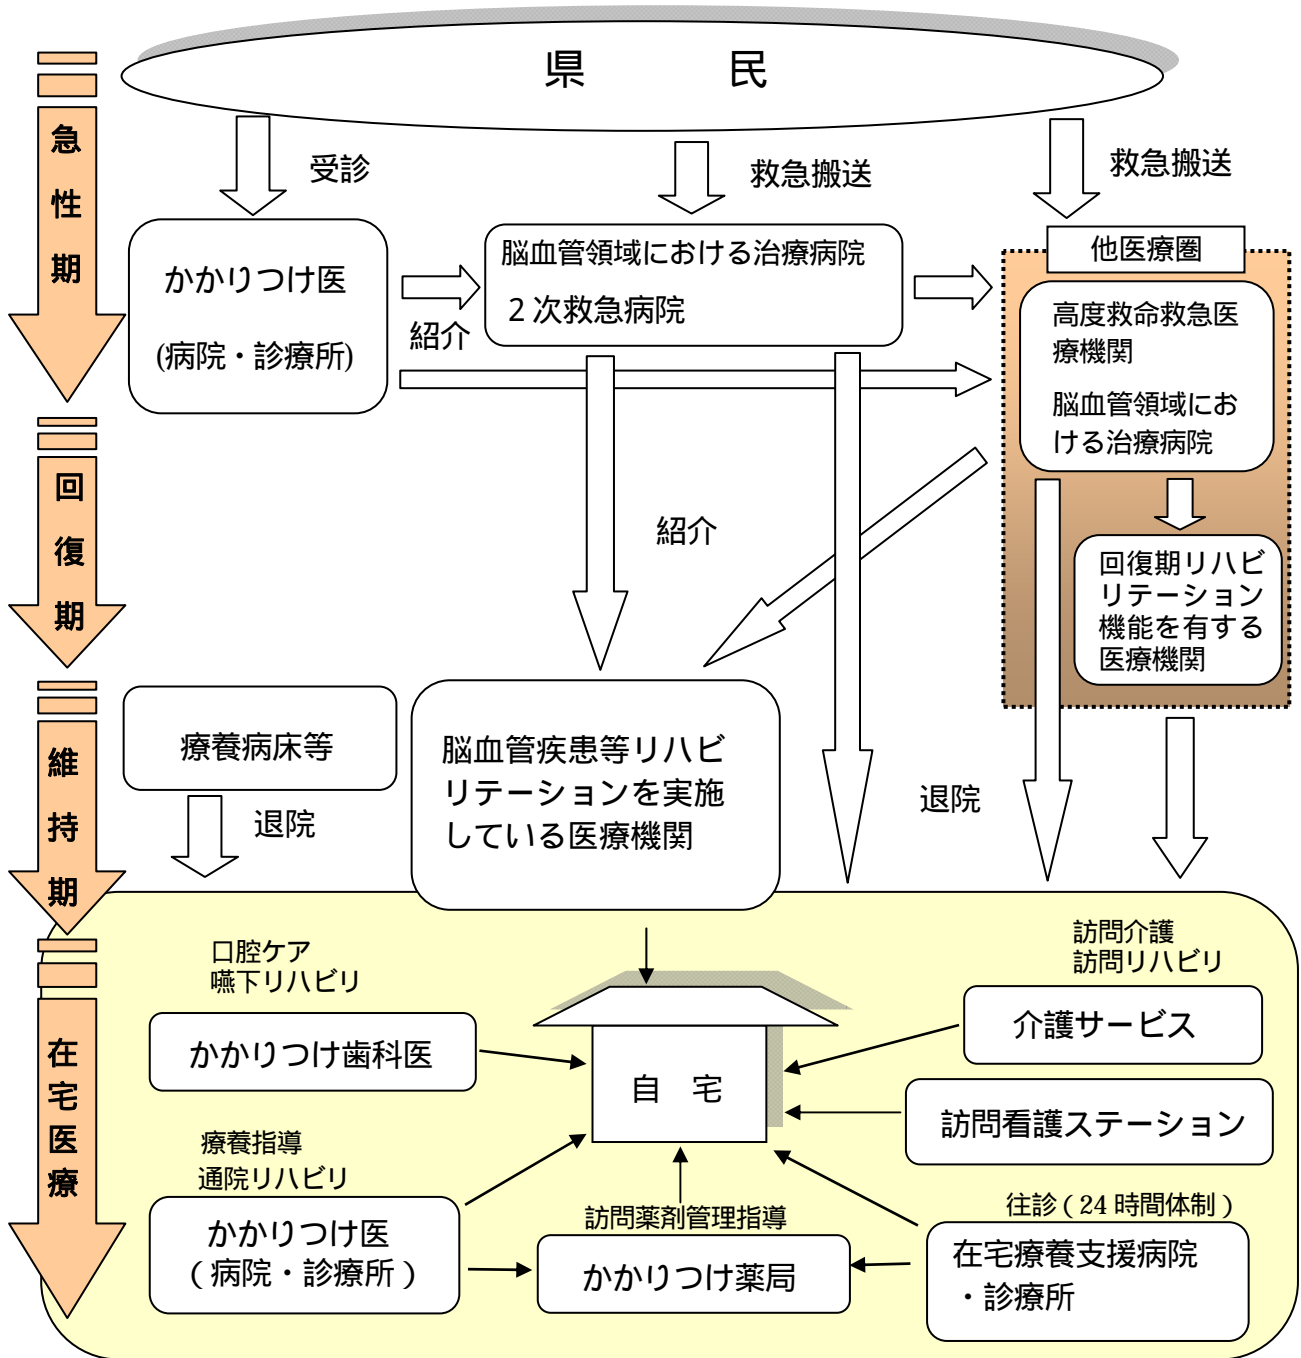 県　民
急性期
受診
救急搬送
救急搬送
他医療圏
かかりつけ医
(病院・診療所)
脳血管領域における治療病院
２次救急病院
紹介
高度救命救急医
療機関
脳血管領域にお
ける治療病院
回復期
紹介
回復期リハビ
リテーション
機能を有する
医療機関
維持期
療養病床等
退院
脳血管疾患等リハビ
リテーションを実施
している医療機関
退院
在宅医療
口腔ケア
嚥下リハビリ
かかりつけ歯科医
訪問介護
訪問リハビリ
介護サービス
自　宅
訪問看護ステーション
療養指導
通院リハビリ
かかりつけ医
（病院・診療所）
訪問薬剤管理指導
かかりつけ薬局
往診（24時間体制）
在宅療養支援病院
・診療所